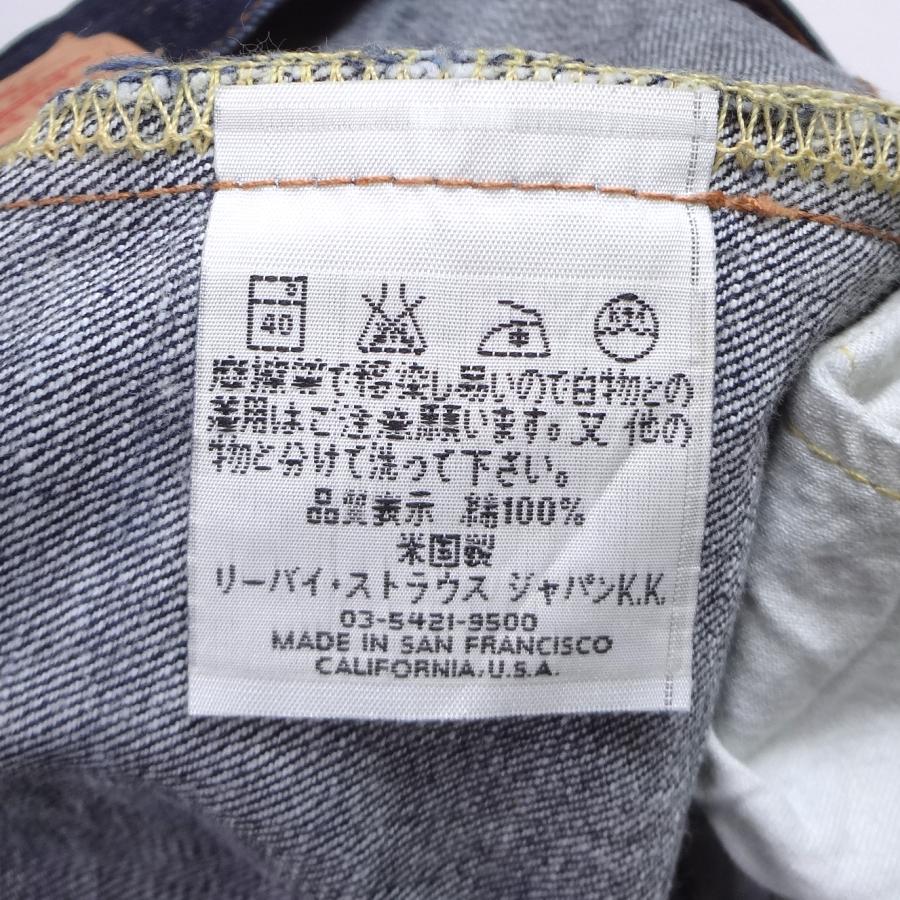 40
中
摩擦等で移染し易いので白物との
着用はご注意願います。又 他の
物と分けて洗って下さい。
品質表示 綿100%
米国製
リーバイ・ストラウス ジャパンK.K.
03-5421-9500
MADE IN SAN FRANCISCO
CALIFORNIA,U.S.A.